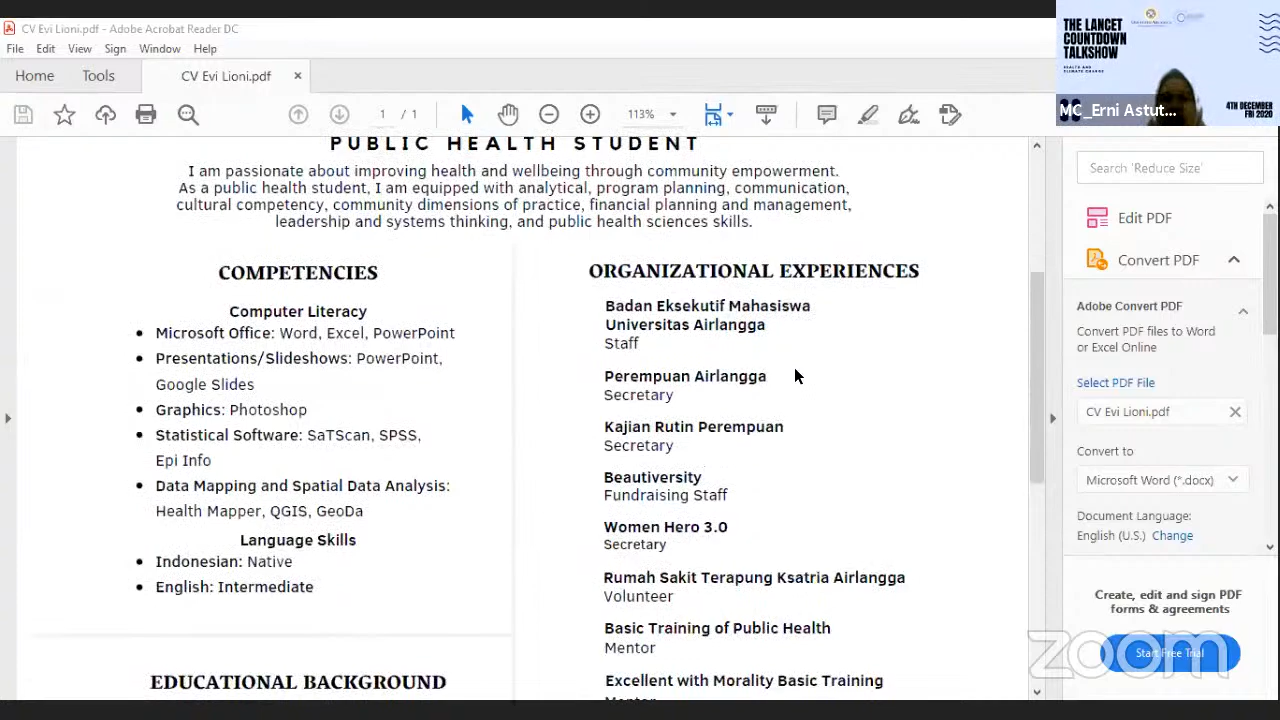 CV Evi Lioni.pdf - Adobe Acrobat Reader DC
File Edit View Sign Window Help
Home Tools CV Evi Lioni.pdf ×
1 / 1 113%
PUBLIC HEALTH STUDENT
I am passionate about improving health and wellbeing through community empowerment.
As a public health student, I am equipped with analytical, program planning, communication,
cultural competency, community dimensions of practice, financial planning and management,
leadership and systems thinking, and public health sciences skills.
COMPETENCIES
Computer Literacy
• Microsoft Office: Word, Excel, PowerPoint
• Presentations/Slideshows: PowerPoint,
Google Slides
• Graphics: Photoshop
• Statistical Software: SaTScan, SPSS,
Epi Info
• Data Mapping and Spatial Data Analysis:
Health Mapper, QGIS, GeoDa
Language Skills
• Indonesian: Native
• English: Intermediate
EDUCATIONAL BACKGROUND
ORGANIZATIONAL EXPERIENCES
Badan Eksekutif Mahasiswa
Universitas Airlangga
Staff
Perempuan Airlangga
Secretary
Kajian Rutin Perempuan
Secretary
Beautiversity
Fundraising Staff
Women Hero 3.0
Secretary
Rumah Sakit Terapung Ksatria Airlangga
Volunteer
Basic Training of Public Health
Mentor
Excellent with Morality Basic Training
Mentor
THE LANCET
COUNTDOWN
TALKSHOW
HEALTH AND
CLIMATE CHANGE
MC_Erni Astut...
4TH DECEMBER
FRI 2020
Search 'Reduce Size'
Edit PDF
Convert PDF
Adobe Convert PDF
Convert PDF files to Word
or Excel Online
Select PDF File
CV Evi Lioni.pdf
Convert to
Microsoft Word (*.docx)
Document Language:
English (U.S.) Change
Create, edit and sign PDF
forms & agreements
Start Free Trial
zoom